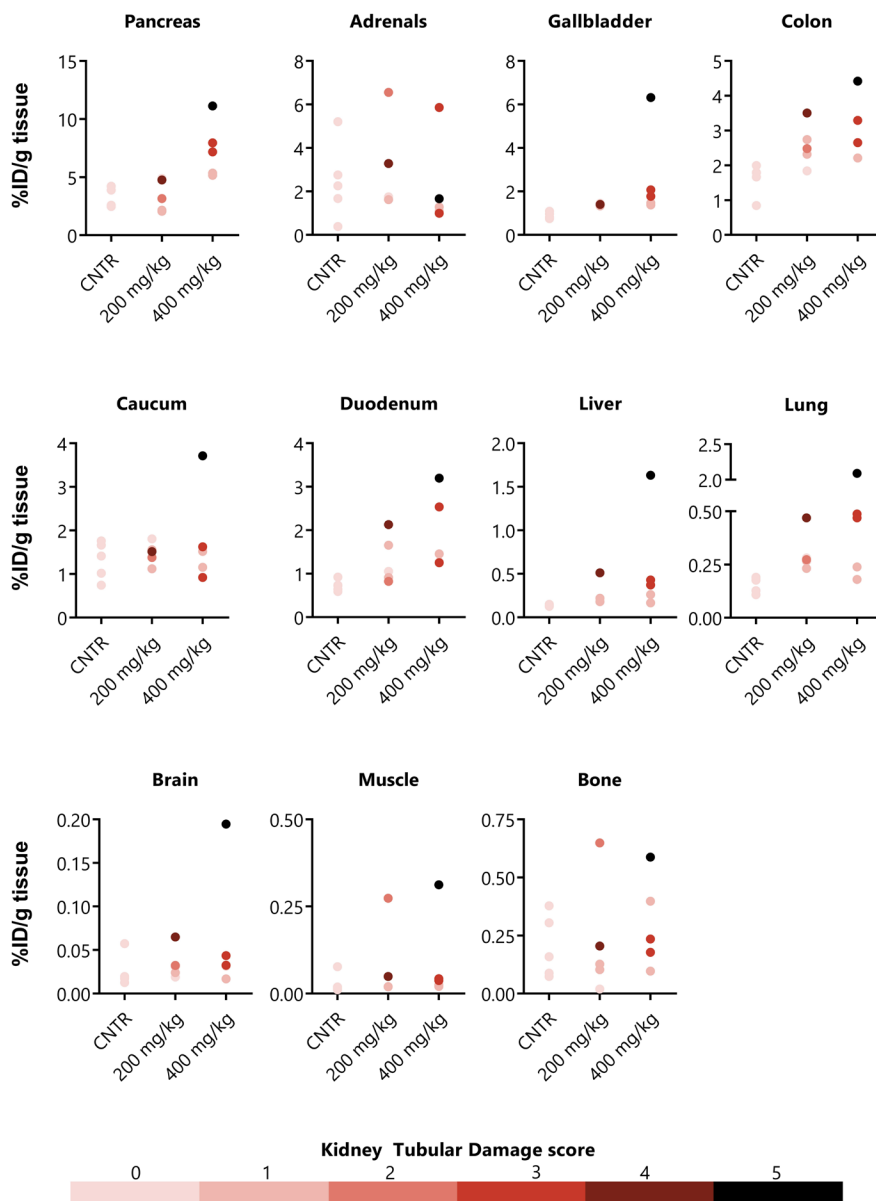 Pancreas Adrenals Gallbladder Colon
%ID/g tissue
15 10 5 0
8 6 4 2 0
8 6 4 2 0
5 4 3 2 1 0
CNTR 200 mg/kg 400 mg/kg
CNTR 200 mg/kg 400 mg/kg
CNTR 200 mg/kg 400 mg/kg
CNTR 200 mg/kg 400 mg/kg
Caucum Duodenum Liver Lung
%ID/g tissue
4 3 2 1 0
4 3 2 1 0
2.0 1.5 1.0 0.5 0.0
2.5 2.0 0.50 0.25 0.00
CNTR 200 mg/kg 400 mg/kg
CNTR 200 mg/kg 400 mg/kg
CNTR 200 mg/kg 400 mg/kg
CNTR 200 mg/kg 400 mg/kg
Brain Muscle Bone
%ID/g tissue
0.20 0.15 0.10 0.05 0.00
0.50 0.25 0.00
0.75 0.50 0.25 0.00
CNTR 200 mg/kg 400 mg/kg
CNTR 200 mg/kg 400 mg/kg
CNTR 200 mg/kg 400 mg/kg
Kidney Tubular Damage score
0 1 2 3 4 5